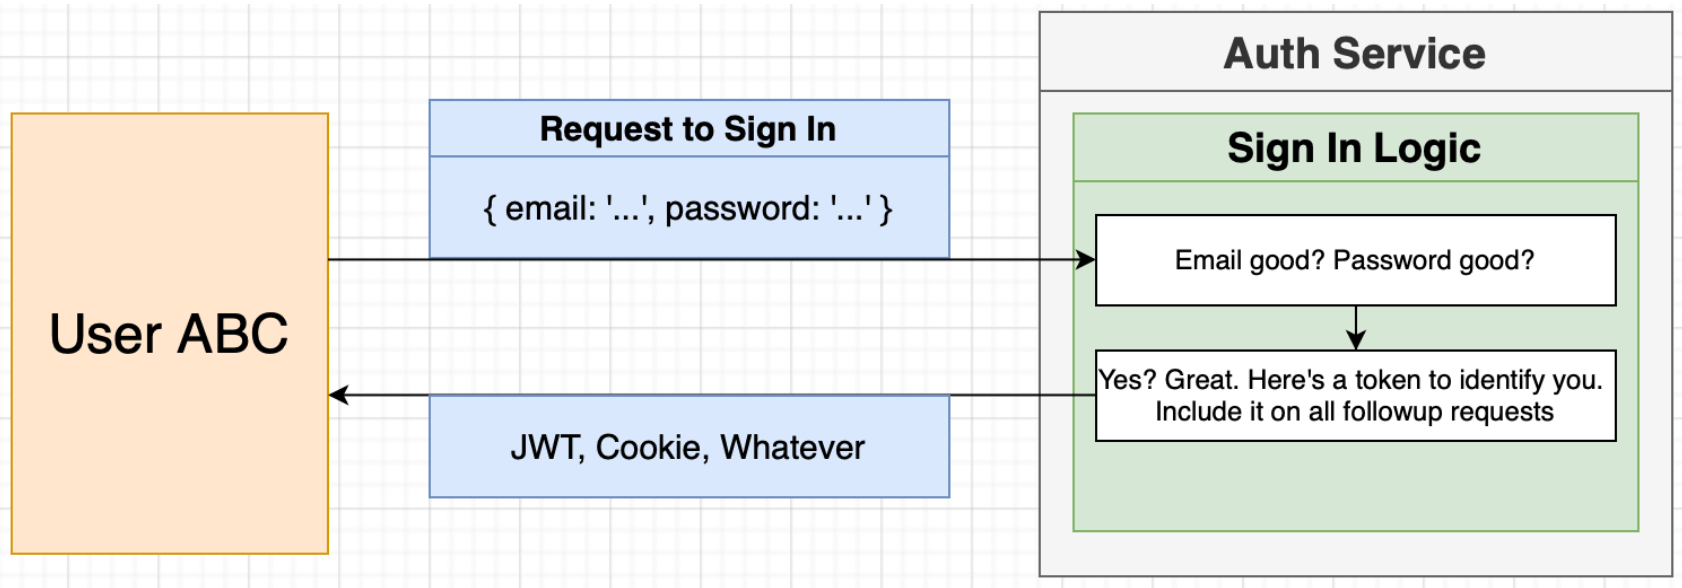 Auth Service
Request to Sign In
Sign In Logic
{ email: '...', password: '...' }
Email good? Password good?
User ABC
Yes? Great. Here's a token to identify you.
Include it on all followup requests
JWT, Cookie, Whatever